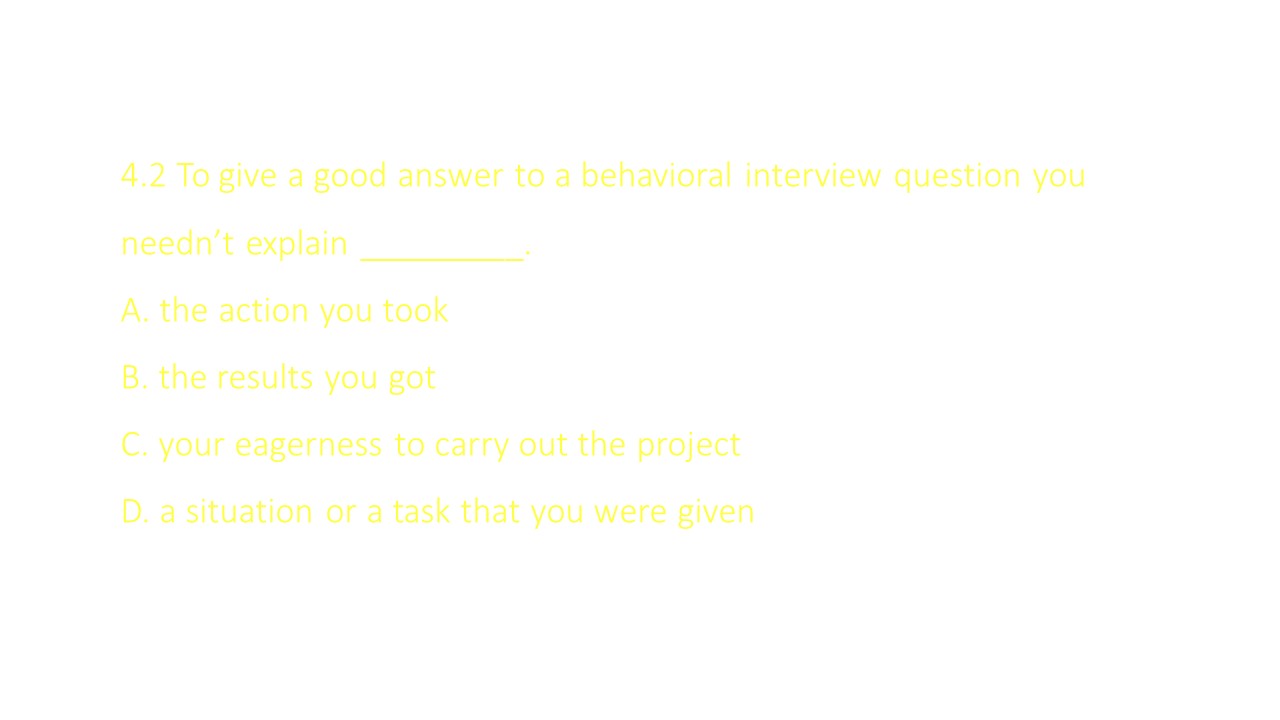 4.2 To give a good answer to a behavioral interview question you
needn’t explain _________.
A. the action you took
B. the results you got
C. your eagerness to carry out the project
D. a situation or a task that you were given